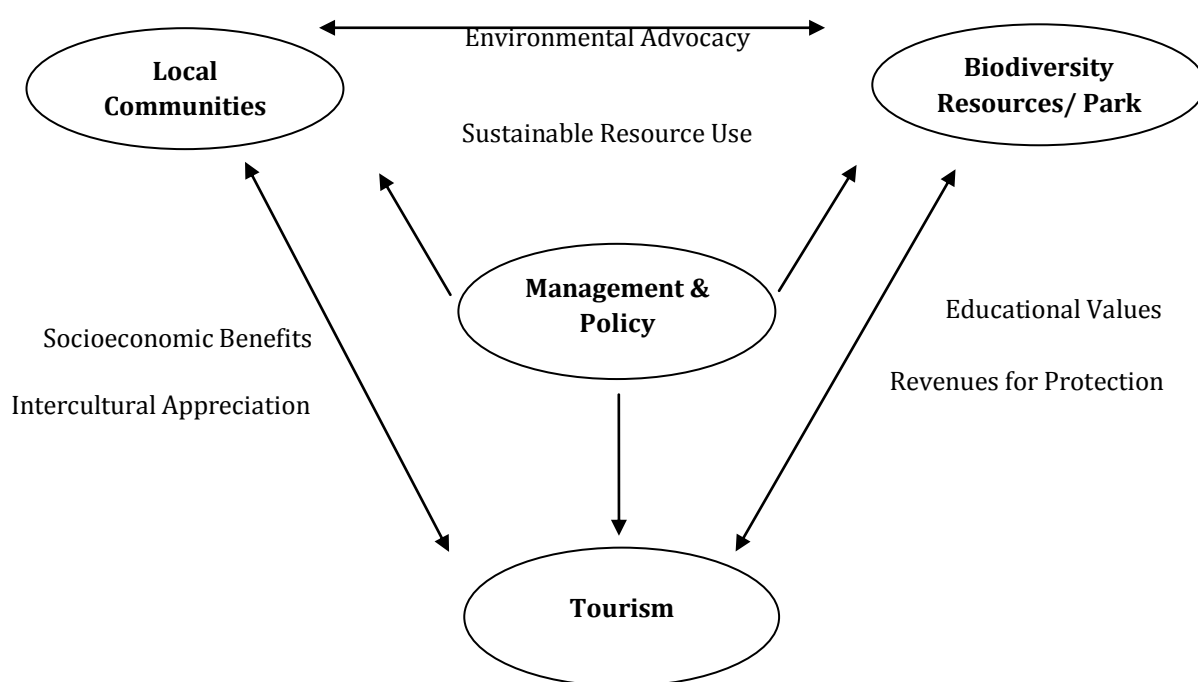 Environmental Advocacy
Local
Communities
Biodiversity
Resources/ Park
Sustainable Resource Use
Management &
Policy
Educational Values
Socioeconomic Benefits
Revenues for Protection
Intercultural Appreciation
Tourism